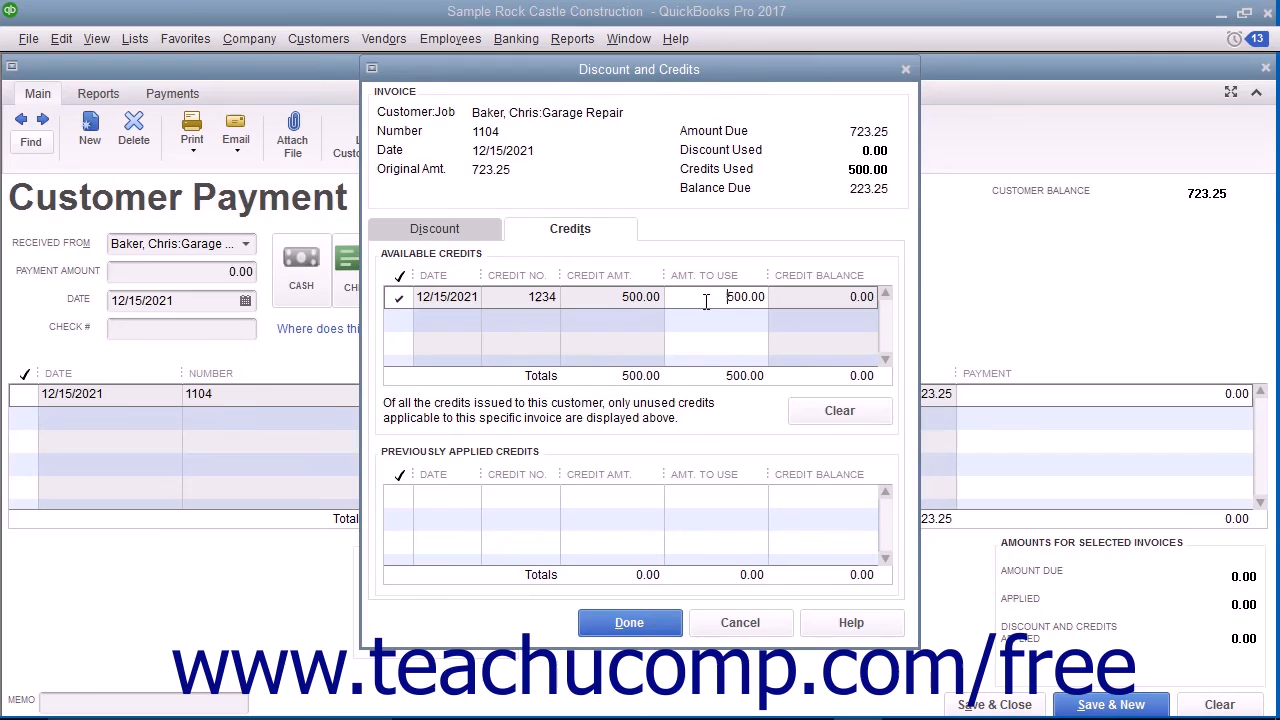 Sample Rock Castle Construction - QuickBooks Pro 2017
File Edit View Lists Favorites Company Customers Vendors Employees Banking Reports Window Help
13
Main Reports Payments
Find
New
Delete
Print
Email
Attach File
Customer Payment
CUSTOMER BALANCE 723.25
RECEIVED FROM Baker, Chris:Garage ...
PAYMENT AMOUNT 0.00
DATE 12/15/2021
CHECK #
CASH
Where does thi
DATE NUMBER
12/15/2021 1104
PAYMENT
23.25 0.00
Tota
23.25 0.00
AMOUNTS FOR SELECTED INVOICES
AMOUNT DUE 0.00
APPLIED 0.00
DISCOUNT AND CREDITS
APPLIED 0.00
MEMO
Save & Close Save & New Clear
Discount and Credits
INVOICE
Customer:Job Baker, Chris:Garage Repair
Number 1104 Amount Due 723.25
Date 12/15/2021 Discount Used 0.00
Original Amt. 723.25 Credits Used 500.00
Balance Due 223.25
Discount Credits
AVAILABLE CREDITS
✓ DATE CREDIT NO. CREDIT AMT. AMT. TO USE CREDIT BALANCE
✓ 12/15/2021 1234 500.00 500.00 0.00
Totals 500.00 500.00 0.00
Of all the credits issued to this customer, only unused credits
applicable to this specific invoice are displayed above.
Clear
PREVIOUSLY APPLIED CREDITS
✓ DATE CREDIT NO. CREDIT AMT. AMT. TO USE CREDIT BALANCE
Totals 0.00 0.00 0.00
Done Cancel Help
www.teachucomp.com/free